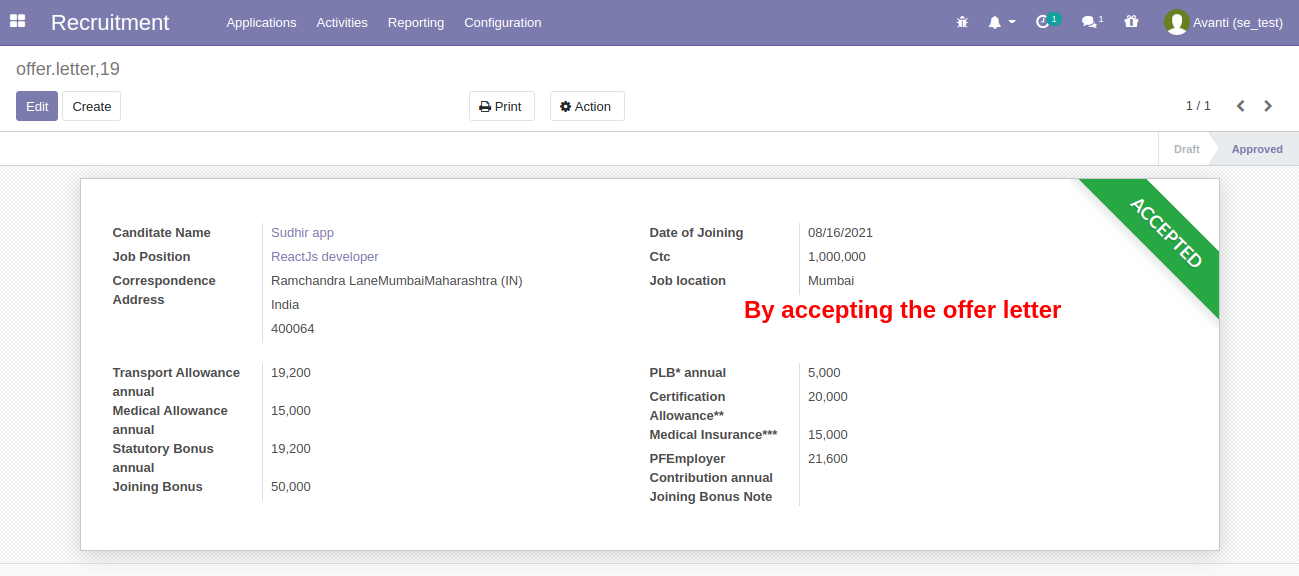 Recruitment Applications Activities Reporting Configuration 1 1 Avanti (se_test)
offer.letter,19
Edit Create Print Action 1 / 1
Draft Approved
ACCEPTED
Canditate Name Sudhir app Date of Joining 08/16/2021
Job Position ReactJs developer Ctc 1,000,000
Correspondence Ramchandra LaneMumbaiMaharashtra (IN) Job location Mumbai
Address India
400064
By accepting the offer letter
Transport Allowance 19,200 PLB* annual 5,000
annual
Medical Allowance 15,000 Certification 20,000
annual Allowance**
Statutory Bonus 19,200 Medical Insurance*** 15,000
annual PFEmployer 21,600
Contribution annual
Joining Bonus 50,000 Joining Bonus Note